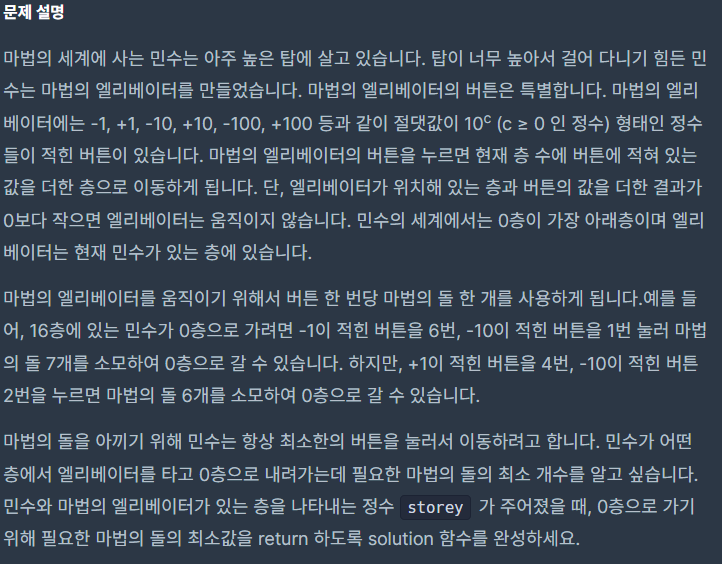 문제 설명
마법의 세계에 사는 민수는 아주 높은 탑에 살고 있습니다. 탑이 너무 높아서 걸어 다니기 힘든 민
수는 마법의 엘리베이터를 만들었습니다. 마법의 엘리베이터의 버튼은 특별합니다. 마법의 엘리
베이터에는 -1, +1, -10, +10, -100, +100 등과 같이 절댓값이 10ᶜ (c ≥ 0 인 정수) 형태인 정수
들이 적힌 버튼이 있습니다. 마법의 엘리베이터의 버튼을 누르면 현재 층 수에 버튼에 적혀 있는
값을 더한 층으로 이동하게 됩니다. 단, 엘리베이터가 위치해 있는 층과 버튼의 값을 더한 결과가
0보다 작으면 엘리베이터는 움직이지 않습니다. 민수의 세계에서는 0층이 가장 아래층이며 엘리
베이터는 현재 민수가 있는 층에 있습니다.
마법의 엘리베이터를 움직이기 위해서 버튼 한 번당 마법의 돌 한 개를 사용하게 됩니다.예를 들
어, 16층에 있는 민수가 0층으로 가려면 -1이 적힌 버튼을 6번, -10이 적힌 버튼을 1번 눌러 마법
의 돌 7개를 소모하여 0층으로 갈 수 있습니다. 하지만, +1이 적힌 버튼을 4번, -10이 적힌 버튼
2번을 누르면 마법의 돌 6개를 소모하여 0층으로 갈 수 있습니다.
마법의 돌을 아끼기 위해 민수는 항상 최소한의 버튼을 눌러서 이동하려고 합니다. 민수가 어떤
층에서 엘리베이터를 타고 0층으로 내려가는데 필요한 마법의 돌의 최소 개수를 알고 싶습니다.
민수와 마법의 엘리베이터가 있는 층을 나타내는 정수 storey 가 주어졌을 때, 0층으로 가기
위해 필요한 마법의 돌의 최소값을 return 하도록 solution 함수를 완성하세요.